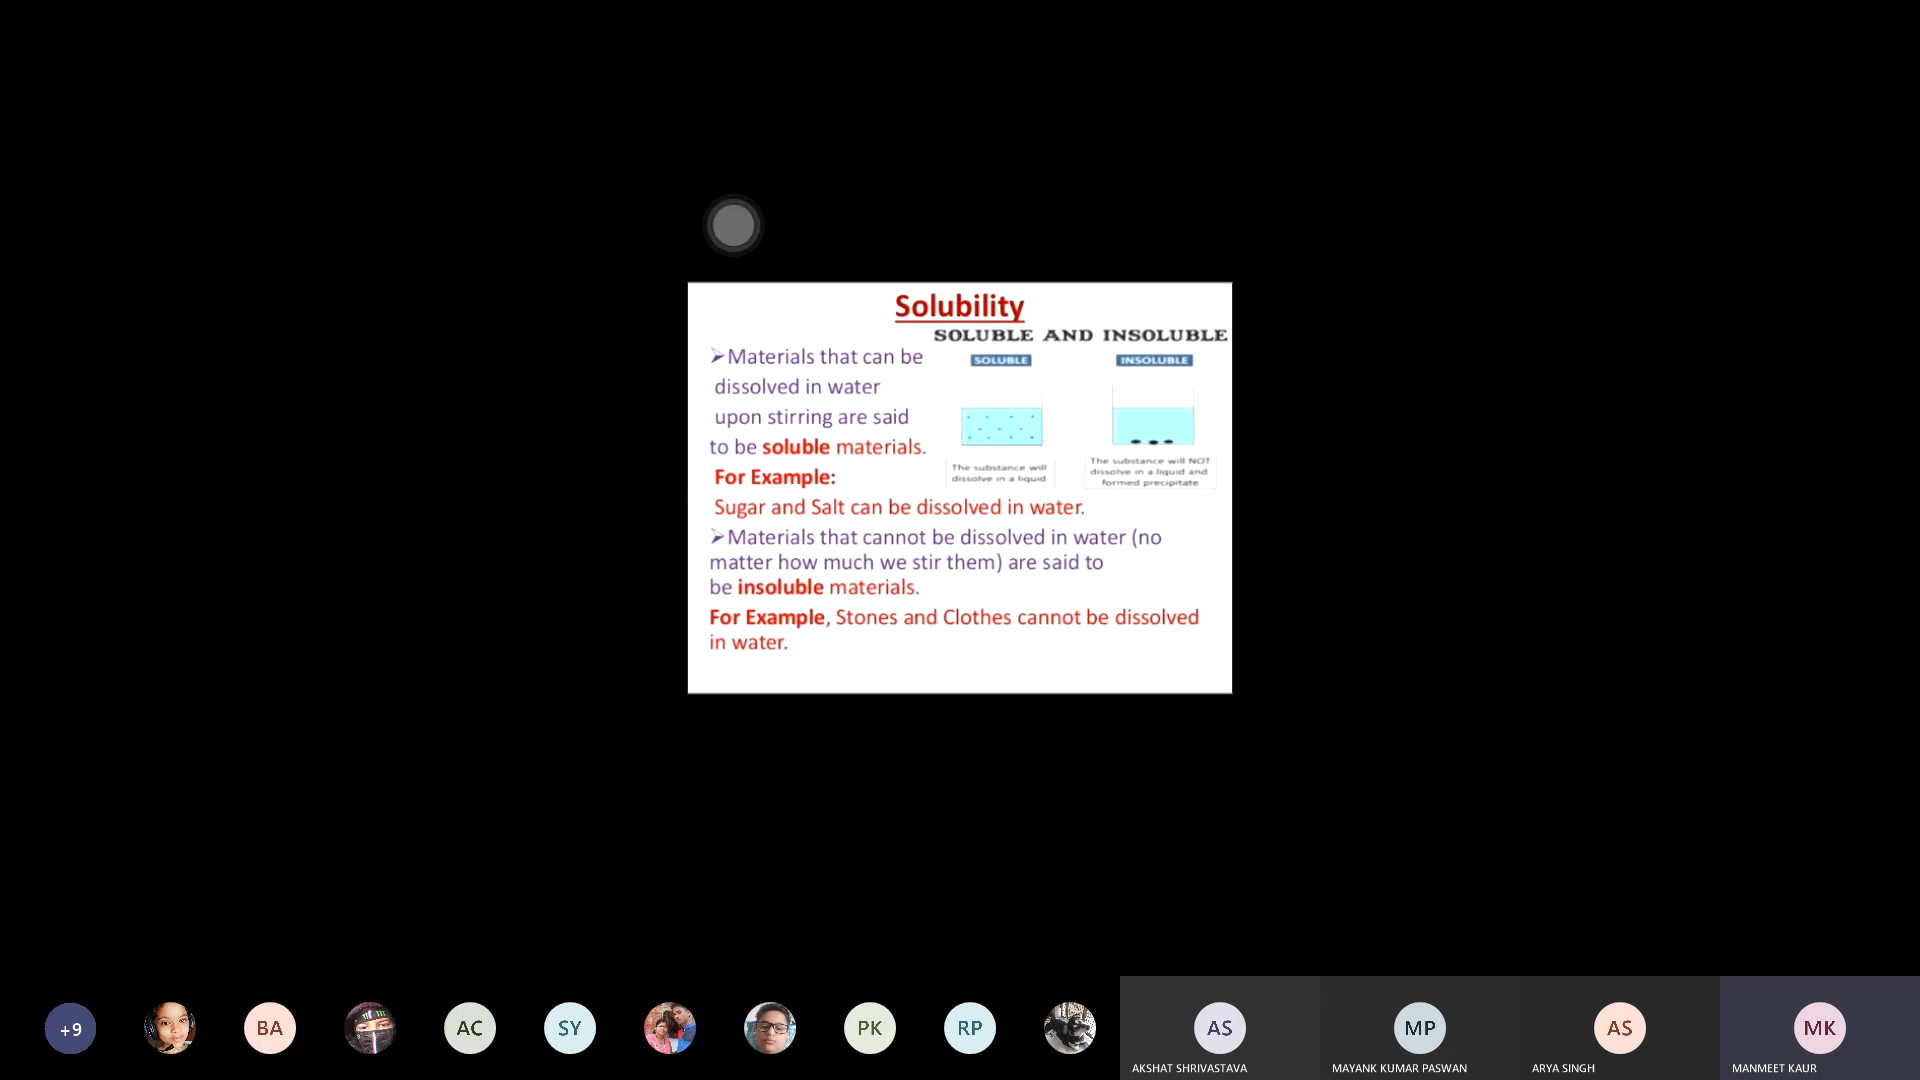 Solubility
SOLUBLE AND INSOLUBLE
➢Materials that can be
dissolved in water
upon stirring are said
to be soluble materials.
SOLUBLE
INSOLUBLE
The substance will
dissolve in a liquid
The substance will NOT
dissolve in a liquid and
formed precipitate
For Example:
Sugar and Salt can be dissolved in water.
➢Materials that cannot be dissolved in water (no
matter how much we stir them) are said to
be insoluble materials.
For Example, Stones and Clothes cannot be dissolved
in water.
+9
BA
AC
SY
PK
RP
AS
AKSHAT SHRIVASTAVA
MP
MAYANK KUMAR PASWAN
AS
ARYA SINGH
MK
MANMEET KAUR